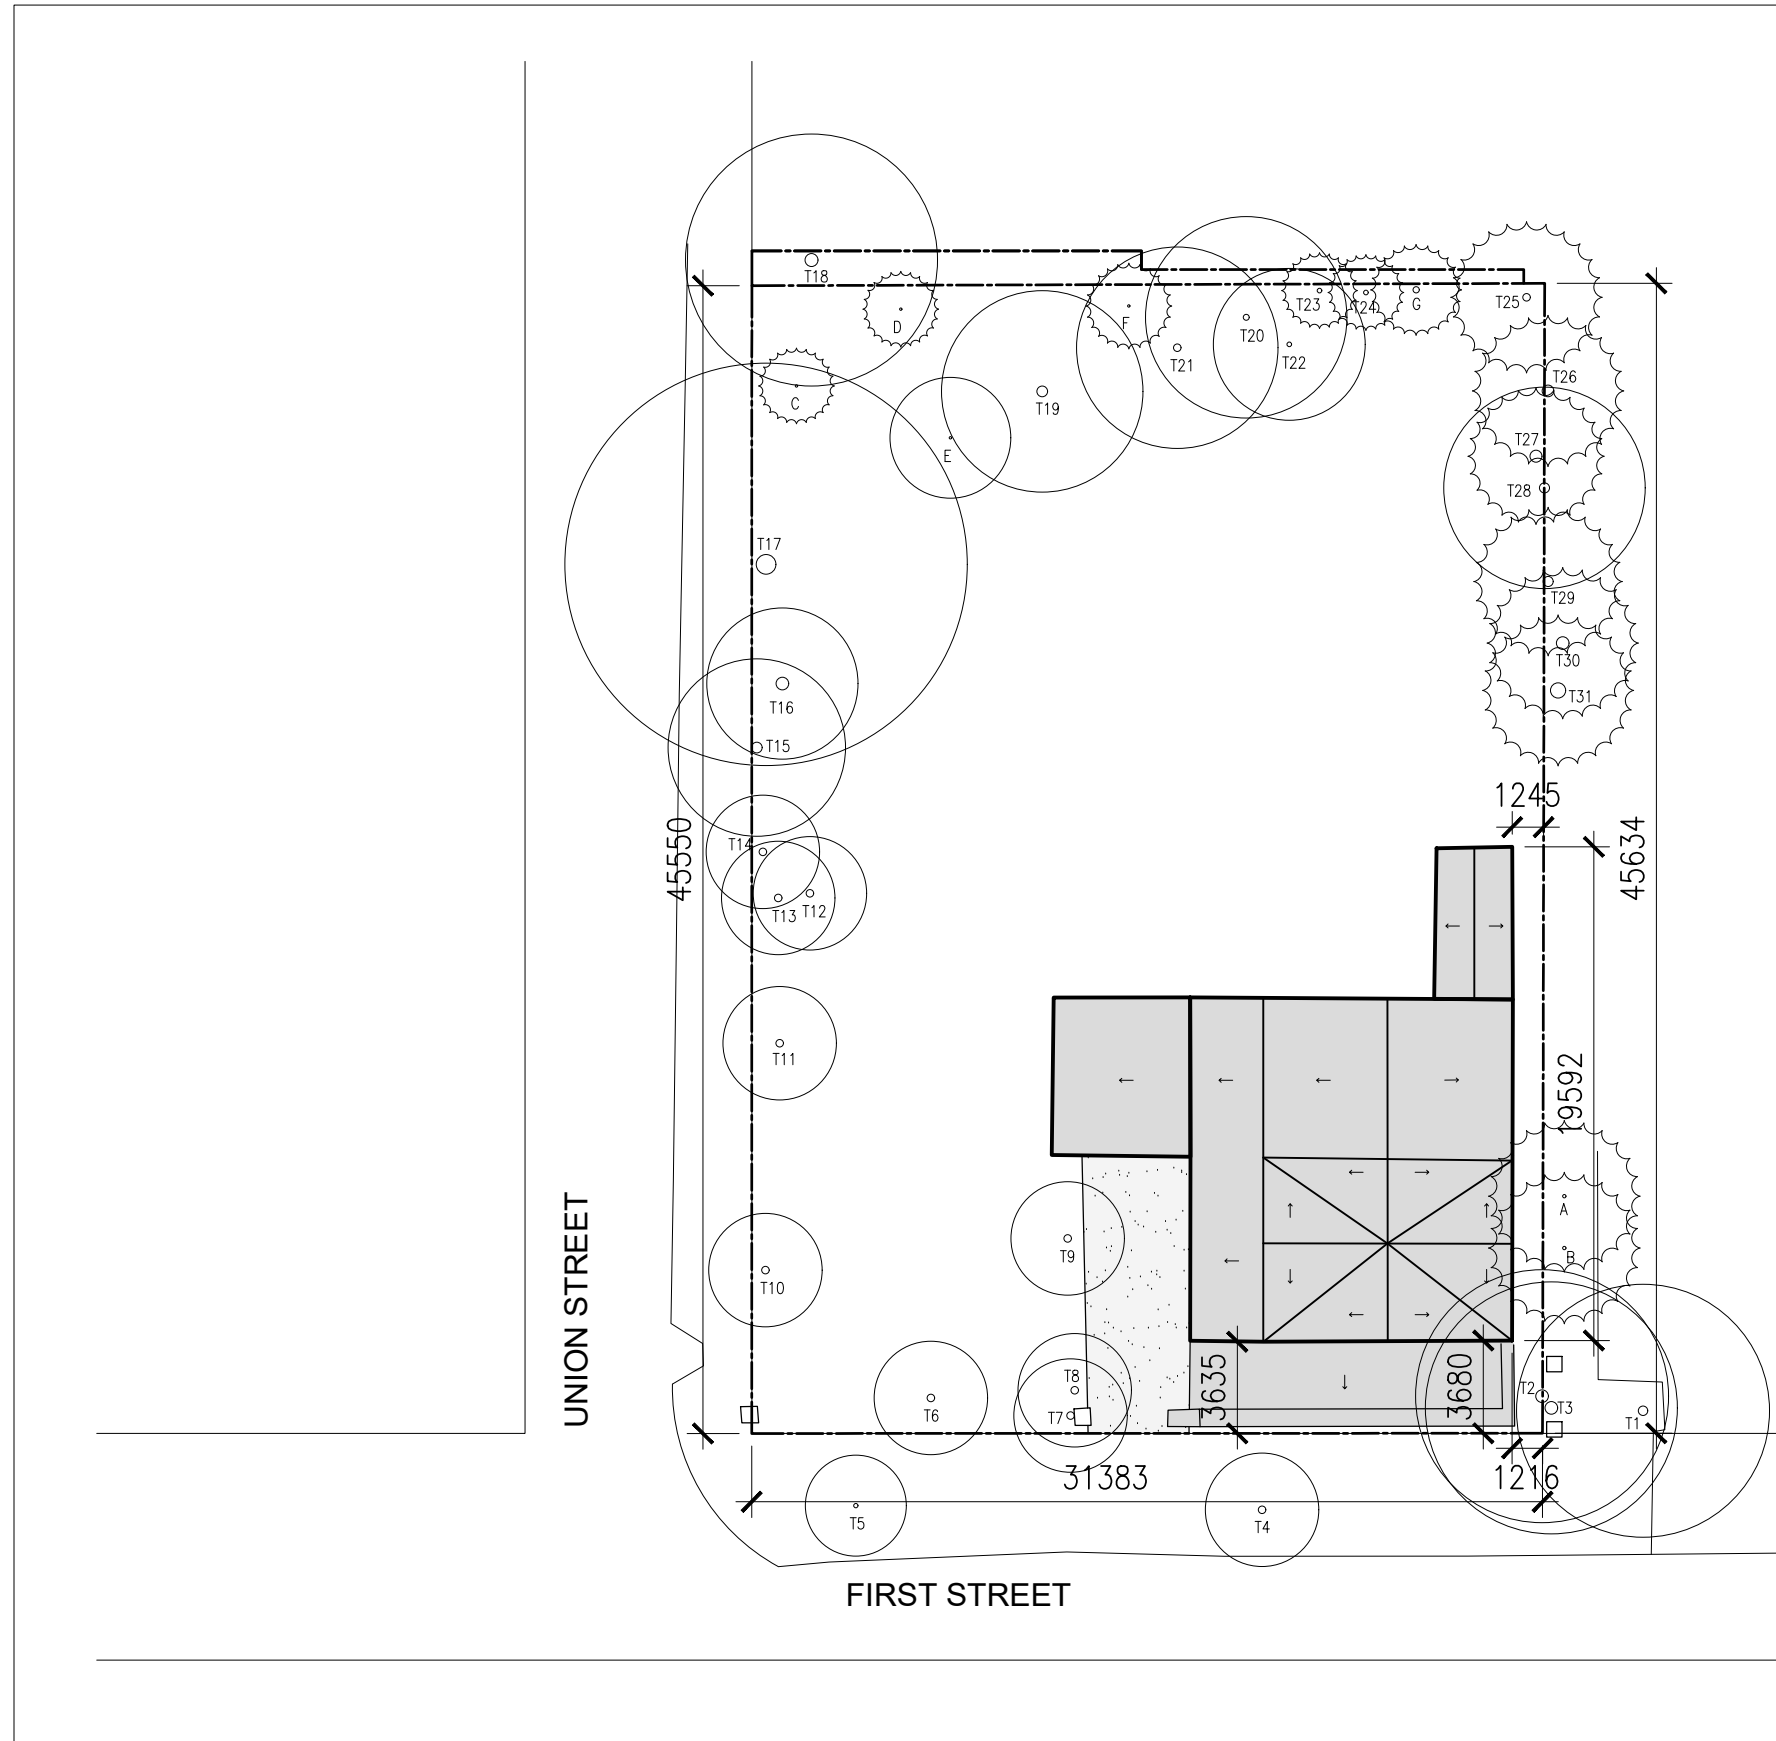 T18
D
F
T23
T24
G
T25
C
T20
T21
T22
T26
T19
E
T27
T28
T17
T29
T30
T16
T31
T15
1245
T14
45550
45634
T13
T12
T11
19592
A
T9
B
T10
UNION STREET
3635
3680
T8
T2
T6
T7
T3
T1
31383
1216
T5
T4
FIRST STREET